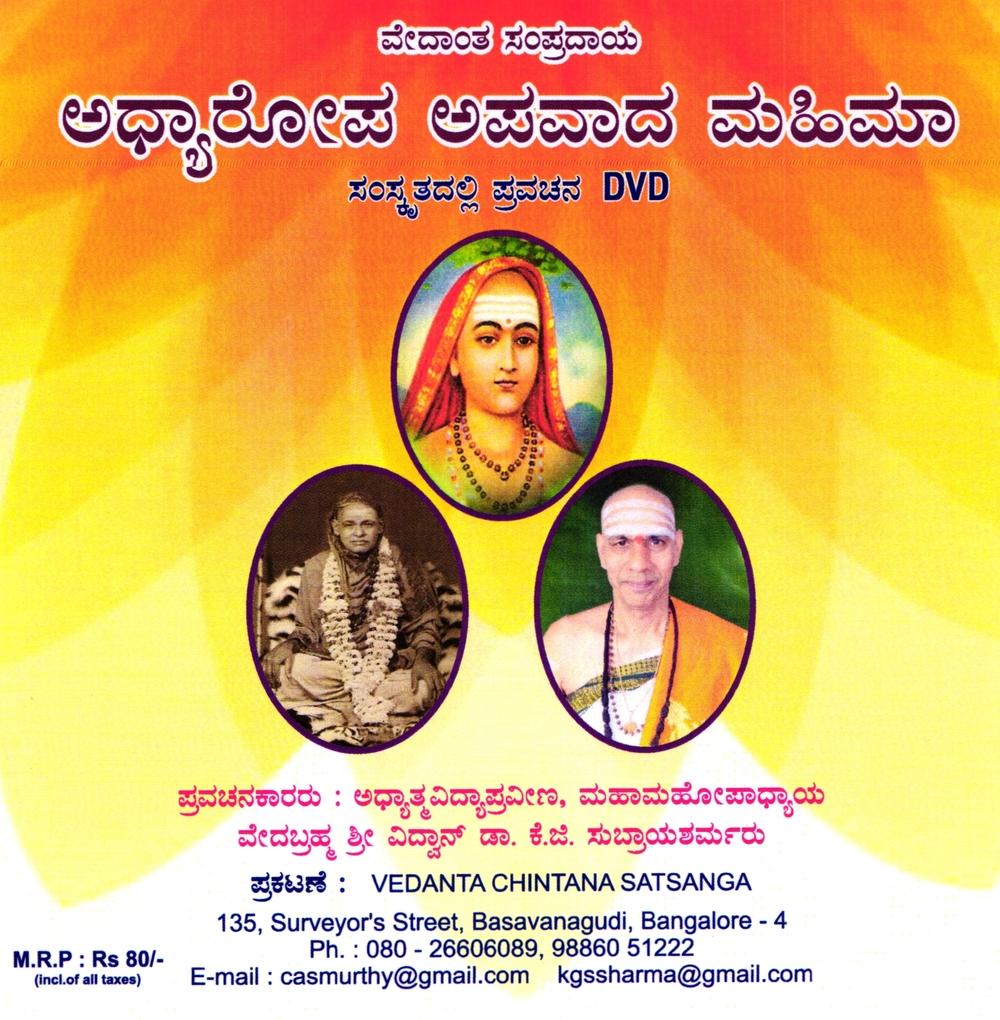 ವೇದಾಂತ ಸಂಪ್ರದಾಯ
ಅಧ್ಯಾರೋಪ ಅಪವಾದ ಮಹಿಮಾ
ಸಂಸ್ಕೃತದಲ್ಲಿ ಪ್ರವಚನ DVD
ಪ್ರವಚನಕಾರರು : ಅಧ್ಯಾತ್ಮವಿದ್ಯಾಪ್ರವೀಣ, ಮಹಾಮಹೋಪಾಧ್ಯಾಯ
ವೇದಬ್ರಹ್ಮ ಶ್ರೀ ವಿದ್ವಾನ್ ಡಾ. ಕೆ.ಜಿ. ಸುಬ್ರಾಯಶರ್ಮರು
ಪ್ರಕಟಣೆ : VEDANTA CHINTANA SATSANGA
135, Surveyor's Street, Basavanagudi, Bangalore - 4
Ph. : 080 - 26606089, 98860 51222
E-mail : casmurthy@gmail.com kgssharma@gmail.com
M.R.P : Rs 80/-
(incl.of all taxes)